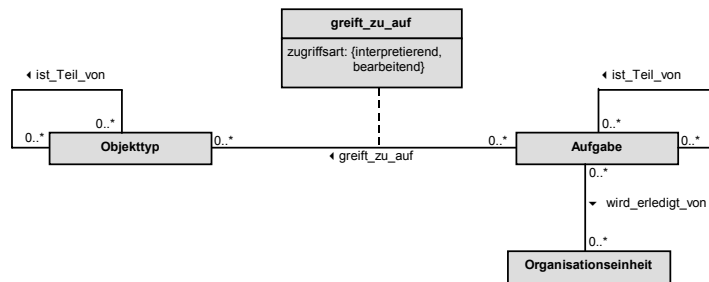 greift_zu_auf
zugriffsart: {interpretierend,
bearbeitend}
ist_Teil_von
ist_Teil_von
0..*
0..*
Objekttyp
0..*
greift_zu_auf
0..*
Aufgabe
0..*
0..*
0..*
wird_erledigt_von
0..*
Organisationseinheit